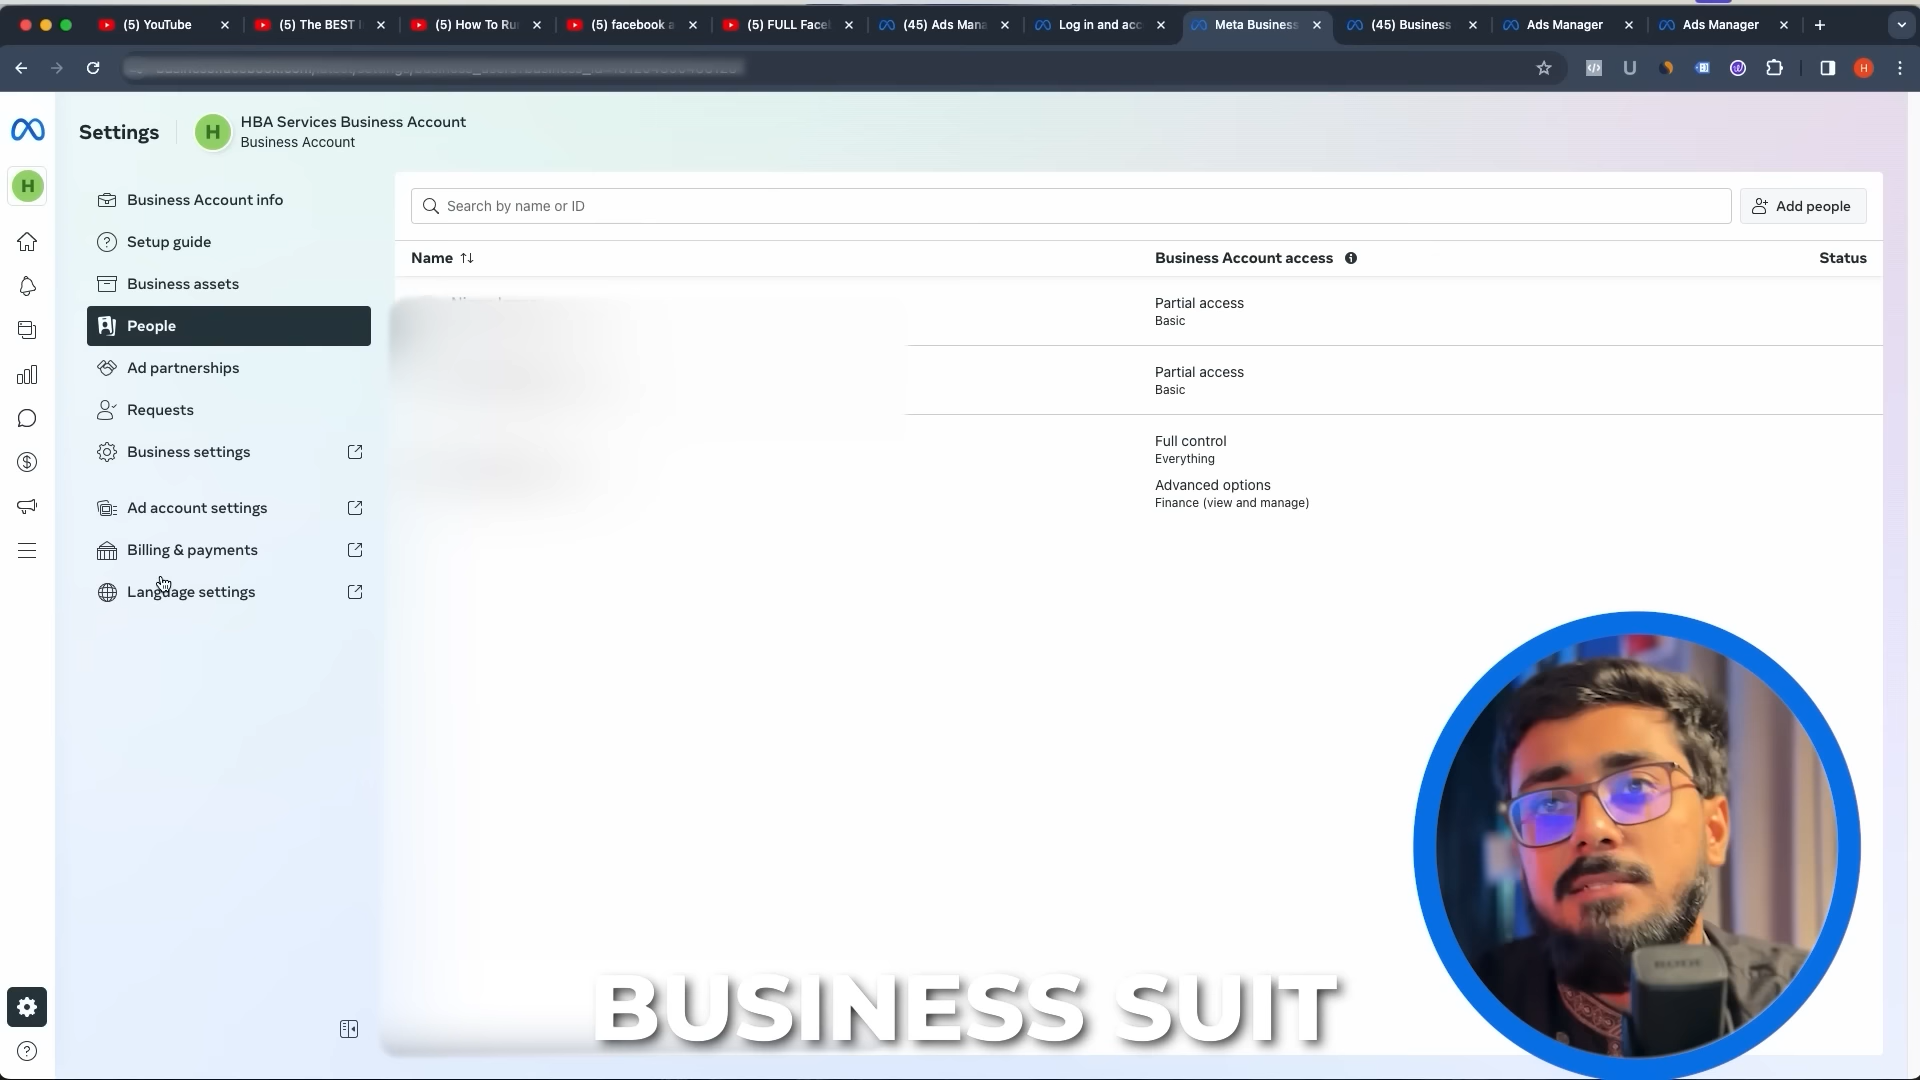 (5) YouTube
(5) The BEST
(5) How To Ru
(5) facebook a
(5) FULL Face
(45) Ads Mana
Log in and acc
Meta Business
(45) Business
Ads Manager
Ads Manager
H
Settings
H
HBA Services Business Account
Business Account
H
Business Account info
Setup guide
Business assets
People
Ad partnerships
Requests
Business settings
Ad account settings
Billing & payments
Language settings
Search by name or ID
Add people
Name
Business Account access
Status
Partial access
Basic
Partial access
Basic
Full control
Everything
Advanced options
Finance (view and manage)
RODE
BUSINESS SUIT